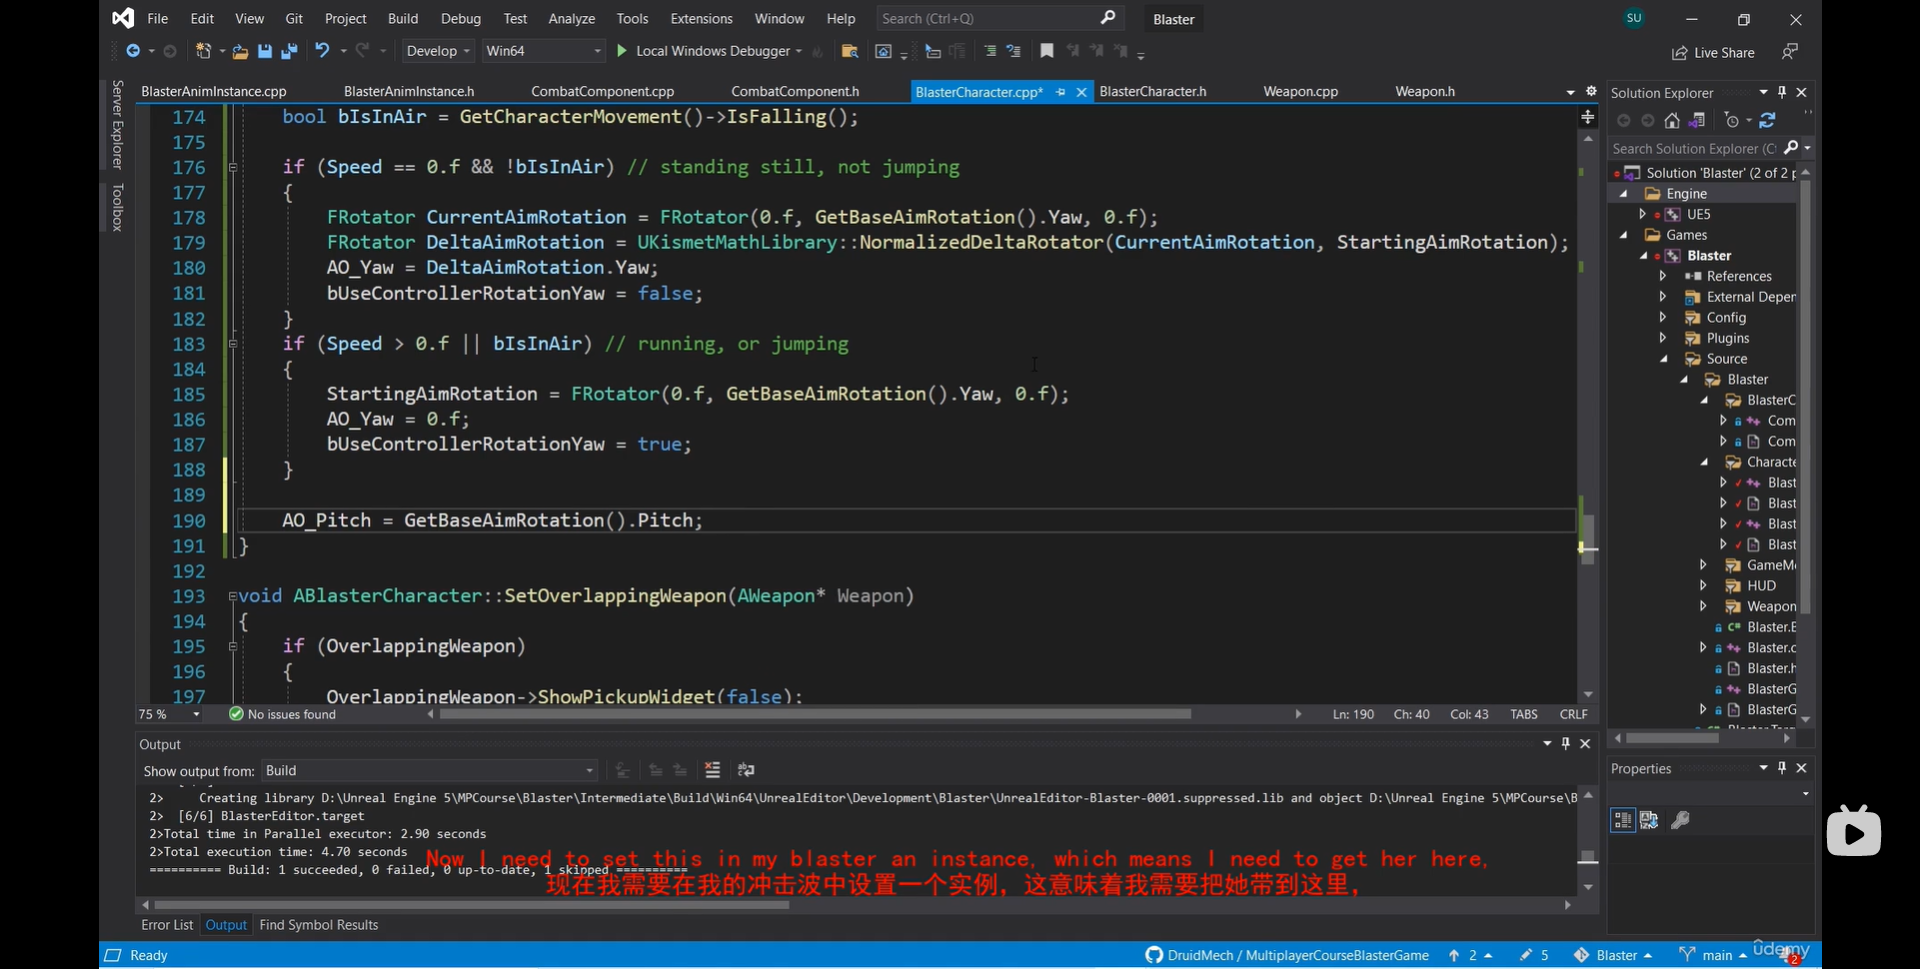 File Edit View Git Project Build Debug Test Analyze Tools Extensions Window Help Search (Ctrl+Q) Blaster SU
Develop Win64 Local Windows Debugger Live Share
Server Explorer
Toolbox
BlasterAnimInstance.cpp BlasterAnimInstance.h CombatComponent.cpp CombatComponent.h BlasterCharacter.cpp* BlasterCharacter.h Weapon.cpp Weapon.h
174 bool bIsInAir = GetCharacterMovement()->IsFalling();
175
176 if (Speed == 0.f && !bIsInAir) // standing still, not jumping
177 {
178 FRotator CurrentAimRotation = FRotator(0.f, GetBaseAimRotation().Yaw, 0.f);
179 FRotator DeltaAimRotation = UKismetMathLibrary::NormalizedDeltaRotator(CurrentAimRotation, StartingAimRotation);
180 AO_Yaw = DeltaAimRotation.Yaw;
181 bUseControllerRotationYaw = false;
182 }
183 if (Speed > 0.f || bIsInAir) // running, or jumping
184 {
185 StartingAimRotation = FRotator(0.f, GetBaseAimRotation().Yaw, 0.f);
186 AO_Yaw = 0.f;
187 bUseControllerRotationYaw = true;
188 }
189
190 AO_Pitch = GetBaseAimRotation().Pitch;
191 }
192
193 void ABlasterCharacter::SetOverlappingWeapon(AWeapon* Weapon)
194 {
195 if (OverlappingWeapon)
196 {
197 OverlappingWeapon->ShowPickupWidget(false);
75 % No issues found Ln: 190 Ch: 40 Col: 43 TABS CRLF
Output
Show output from: Build
2> Creating library D:\Unreal Engine 5\MPCourse\Blaster\Intermediate\Build\Win64\UnrealEditor\Development\Blaster\UnrealEditor-Blaster-0001.suppressed.lib and object D:\Unreal Engine 5\MPCourse\B
2> [6/6] BlasterEditor.target
2>Total time in Parallel executor: 2.90 seconds
2>Total execution time: 4.70 seconds
========== Build: 1 succeeded, 0 failed, 0 up-to-date, 1 skipped ==========
Now I need to set this in my blaster an instance, which means I need to get her here,
现在我需要在我的冲击波中设置一个实例，这意味着我需要把她带到这里，
Error List Output Find Symbol Results
Solution Explorer
Search Solution Explorer (C
Solution 'Blaster' (2 of 2 p
Engine
UE5
Games
Blaster
References
External Deper
Config
Plugins
Source
Blaster
BlasterC
Com
Com
Characte
Blast
Blast
Blast
Blast
GameM
HUD
Weapon
Blaster.E
Blaster.c
Blaster.h
BlasterG
BlasterG
Properties
Ready DruidMech / MultiplayerCourseBlasterGame 2 5 Blaster main 2
udemy